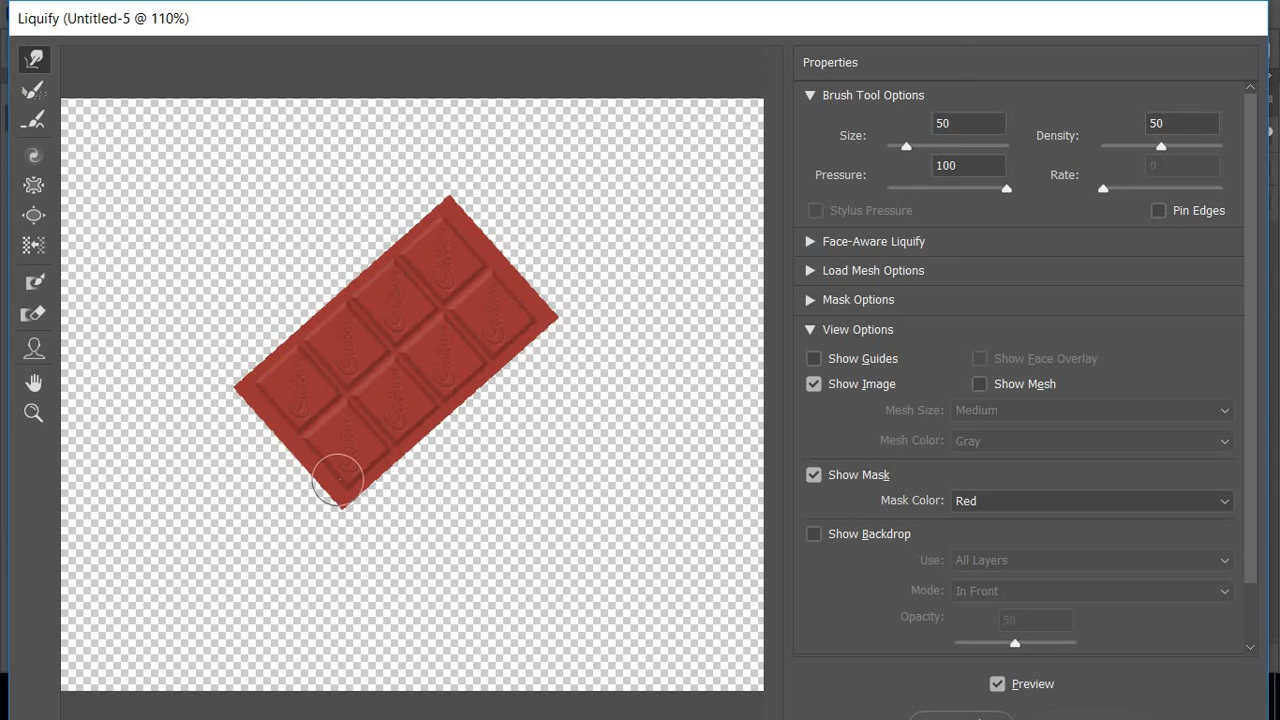 Liquify (Untitled-5 @ 110%)
Properties
Brush Tool Options
Size: 50 Density: 50
Pressure: 100 Rate: 0
Stylus Pressure Pin Edges
Face-Aware Liquify
Load Mesh Options
Mask Options
View Options
Show Guides Show Face Overlay
Show Image Show Mesh
Mesh Size: Medium
Mesh Color: Gray
Show Mask
Mask Color: Red
Show Backdrop
Use: All Layers
Mode: In Front
Opacity: 50
Preview